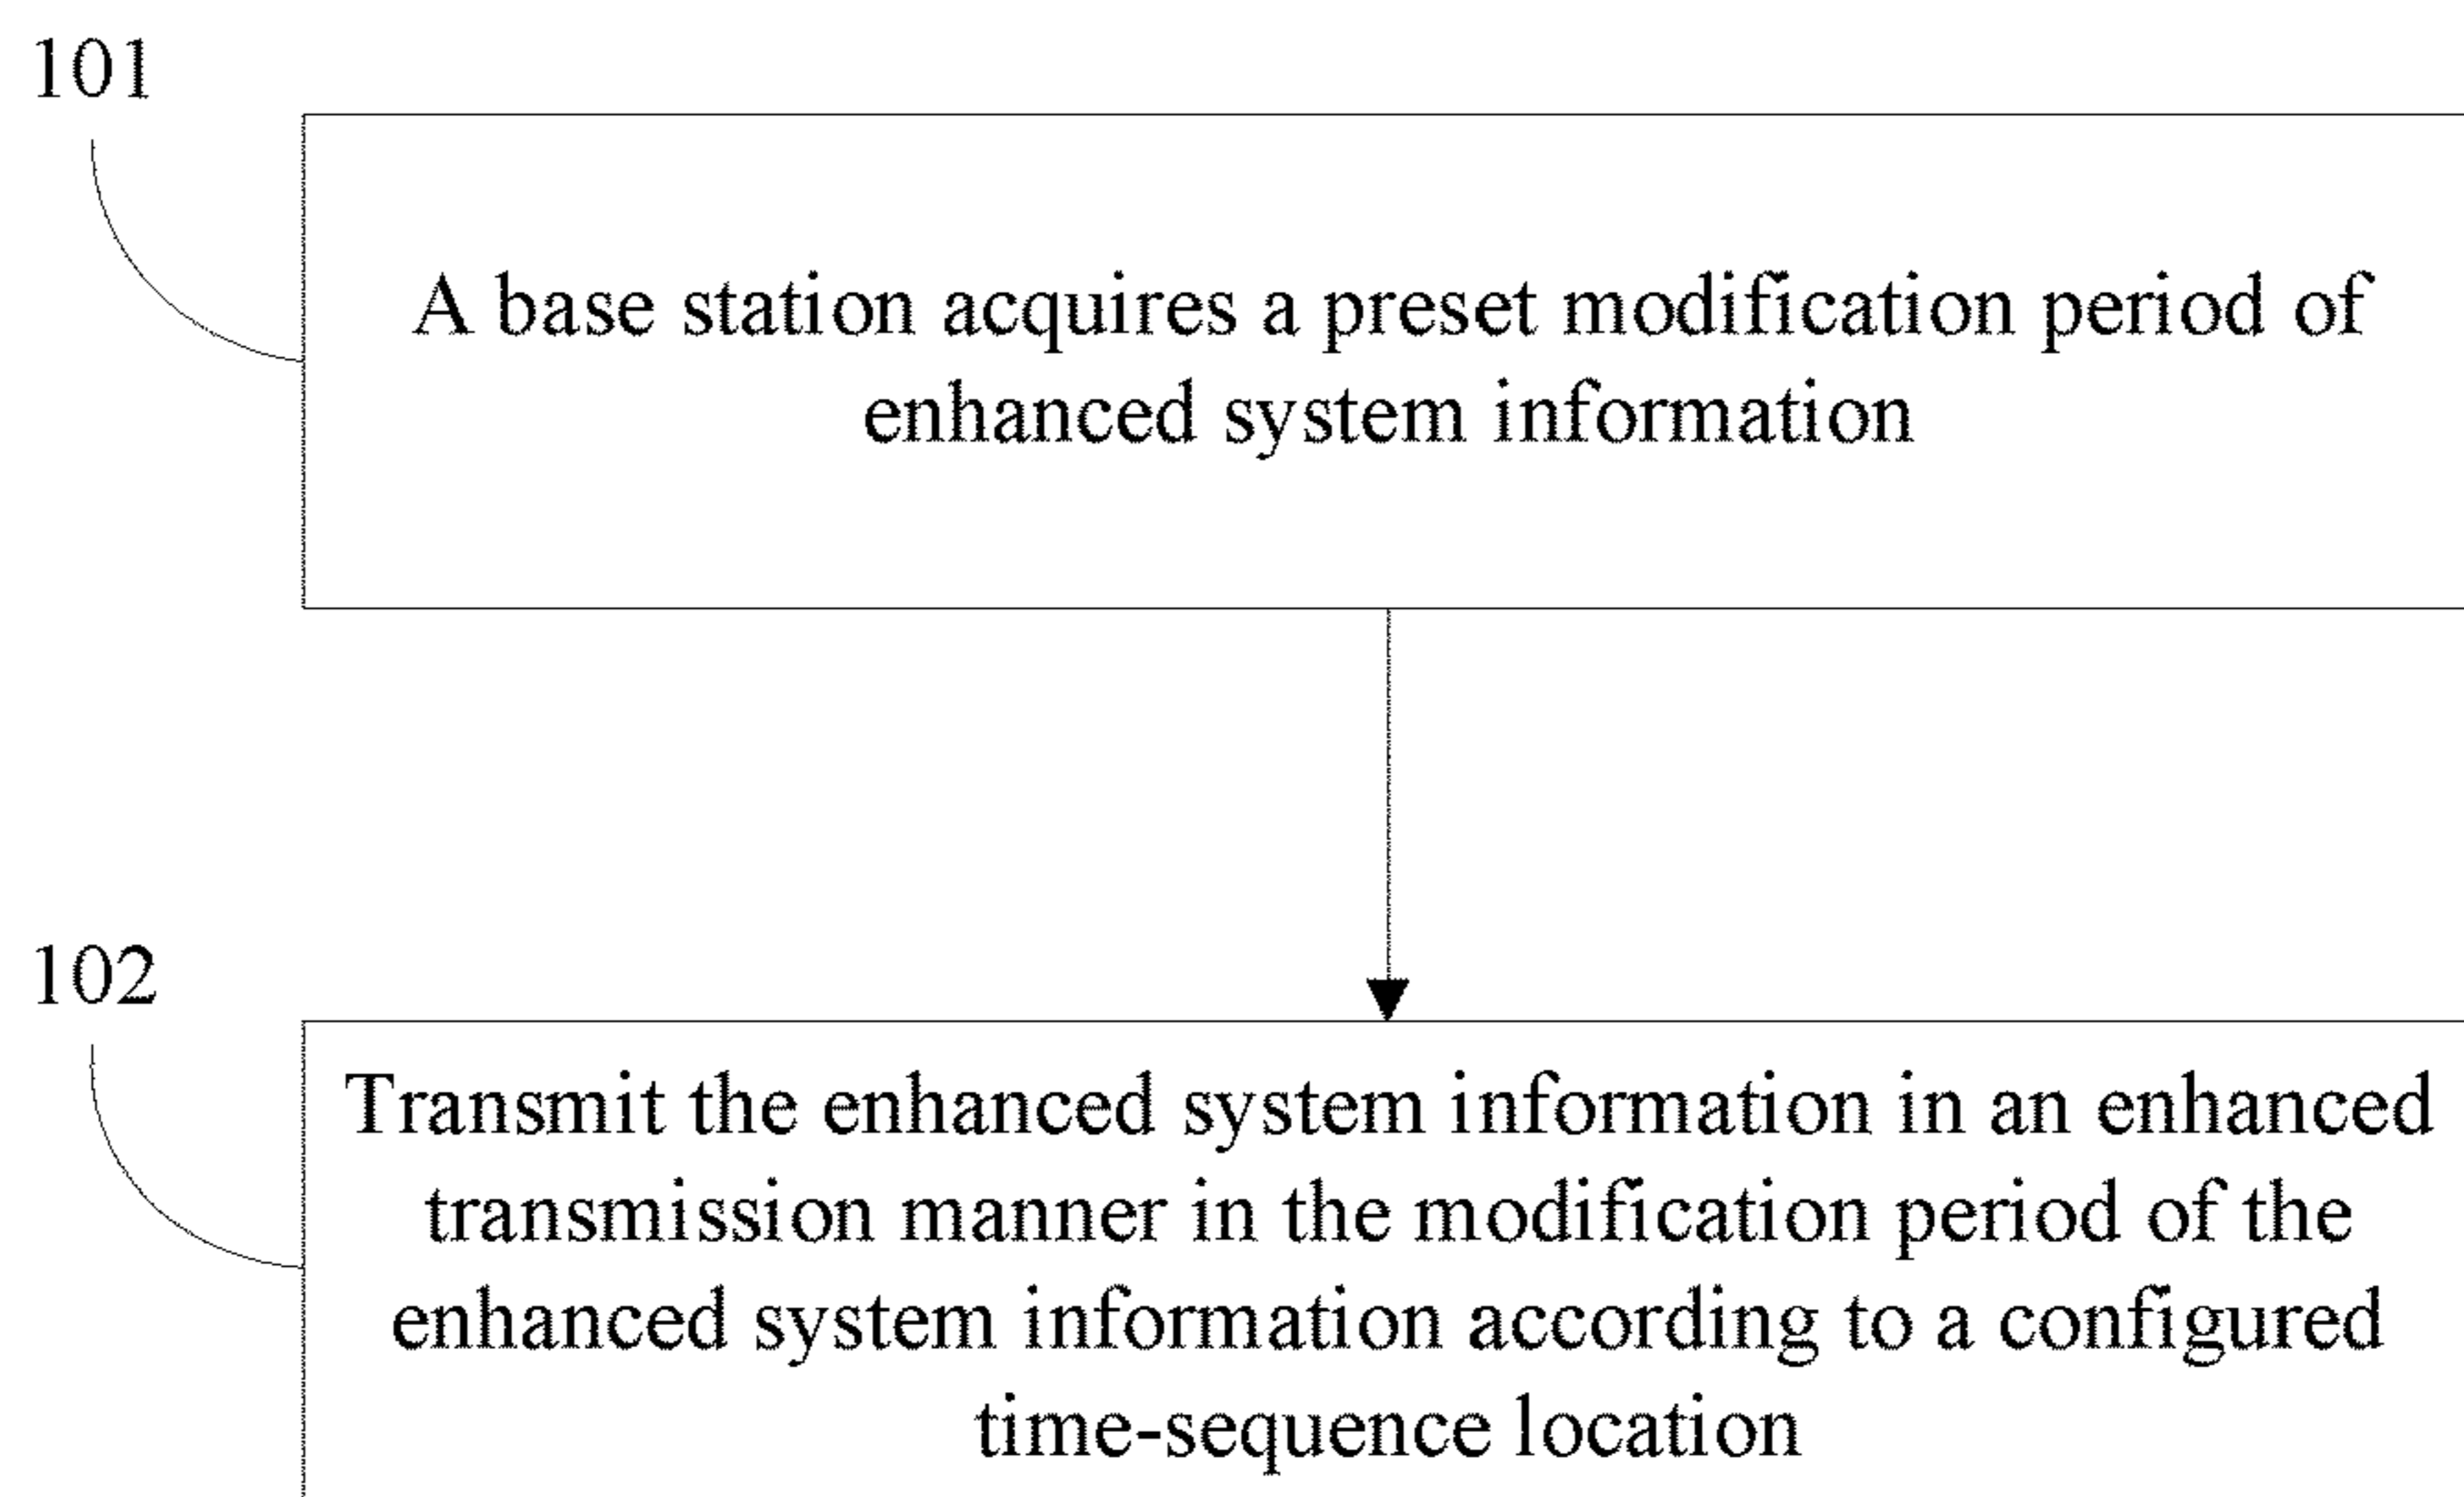 101
A base station acquires a preset modification period of
enhanced system information
102
Transmit the enhanced system information in an enhanced
transmission manner in the modification period of the
enhanced system information according to a configured
time-sequence location